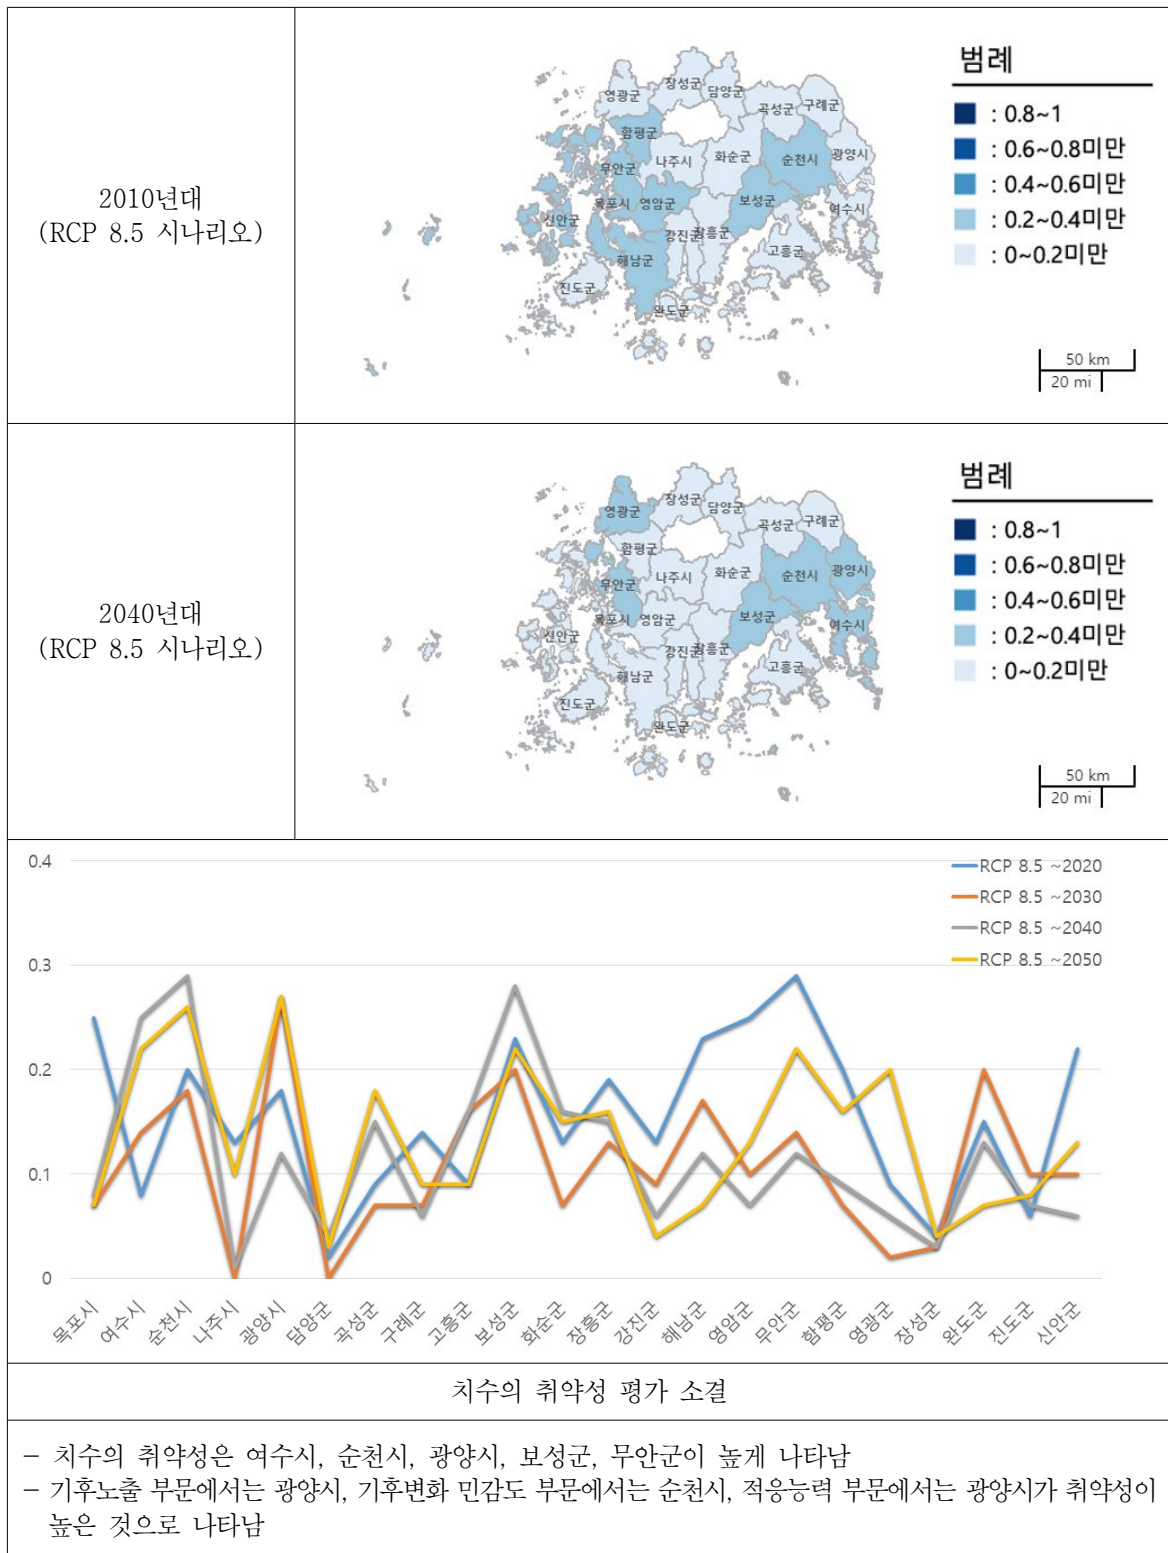 2010년대
(RCP 8.5 시나리오)
영광군
장성군
담양군
곡성군
구례군
함평군
나주시
화순군
순천시
광양시
무안군
목포시
영암군
보성군
여수시
신안군
강진군
장흥군
고흥군
해남군
진도군
완도군
범례
: 0.8~1
: 0.6~0.8미만
: 0.4~0.6미만
: 0.2~0.4미만
: 0~0.2미만
50 km
20 mi
2040년대
(RCP 8.5 시나리오)
영광군
장성군
담양군
곡성군
구례군
함평군
나주시
화순군
순천시
광양시
무안군
목포시
영암군
보성군
여수시
신안군
강진군
장흥군
고흥군
해남군
진도군
완도군
범례
: 0.8~1
: 0.6~0.8미만
: 0.4~0.6미만
: 0.2~0.4미만
: 0~0.2미만
50 km
20 mi
0.4
0.3
0.2
0.1
0
RCP 8.5 ~2020
RCP 8.5 ~2030
RCP 8.5 ~2040
RCP 8.5 ~2050
목포시
여수시
순천시
나주시
광양시
담양군
곡성군
구례군
고흥군
보성군
화순군
장흥군
강진군
해남군
영암군
무안군
함평군
영광군
장성군
완도군
진도군
신안군
치수의 취약성 평가 소결
- 치수의 취약성은 여수시, 순천시, 광양시, 보성군, 무안군이 높게 나타남
- 기후노출 부문에서는 광양시, 기후변화 민감도 부문에서는 순천시, 적응능력 부문에서는 광양시가 취약성이
높은 것으로 나타남